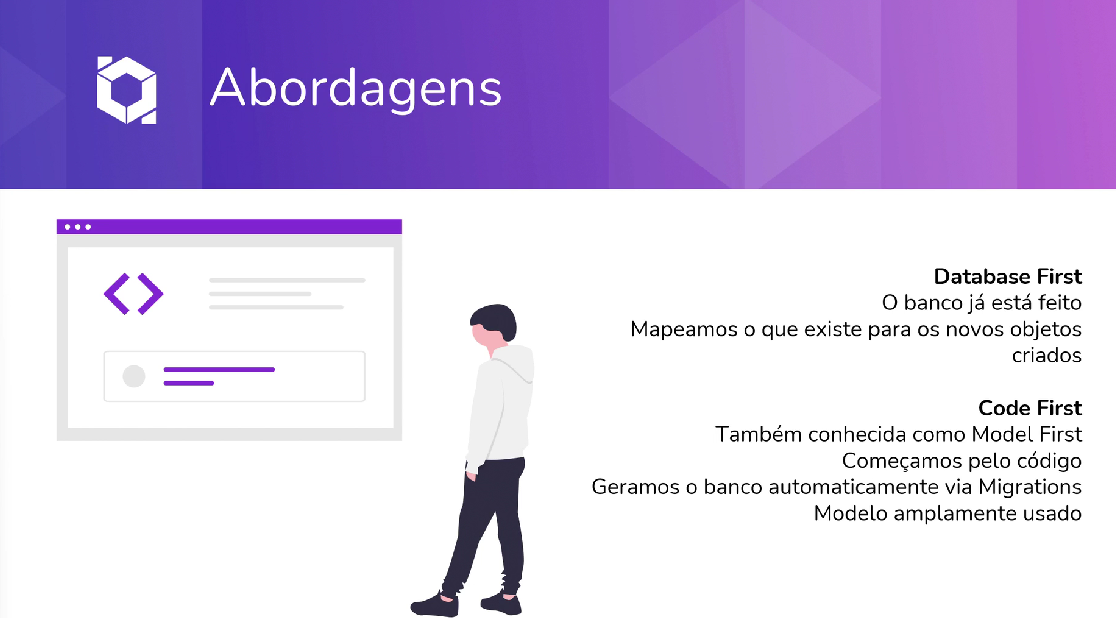 Abordagens
Database First
O banco já está feito
Mapeamos o que existe para os novos objetos
criados
Code First
Também conhecida como Model First
Começamos pelo código
Geramos o banco automaticamente via Migrations
Modelo amplamente usado